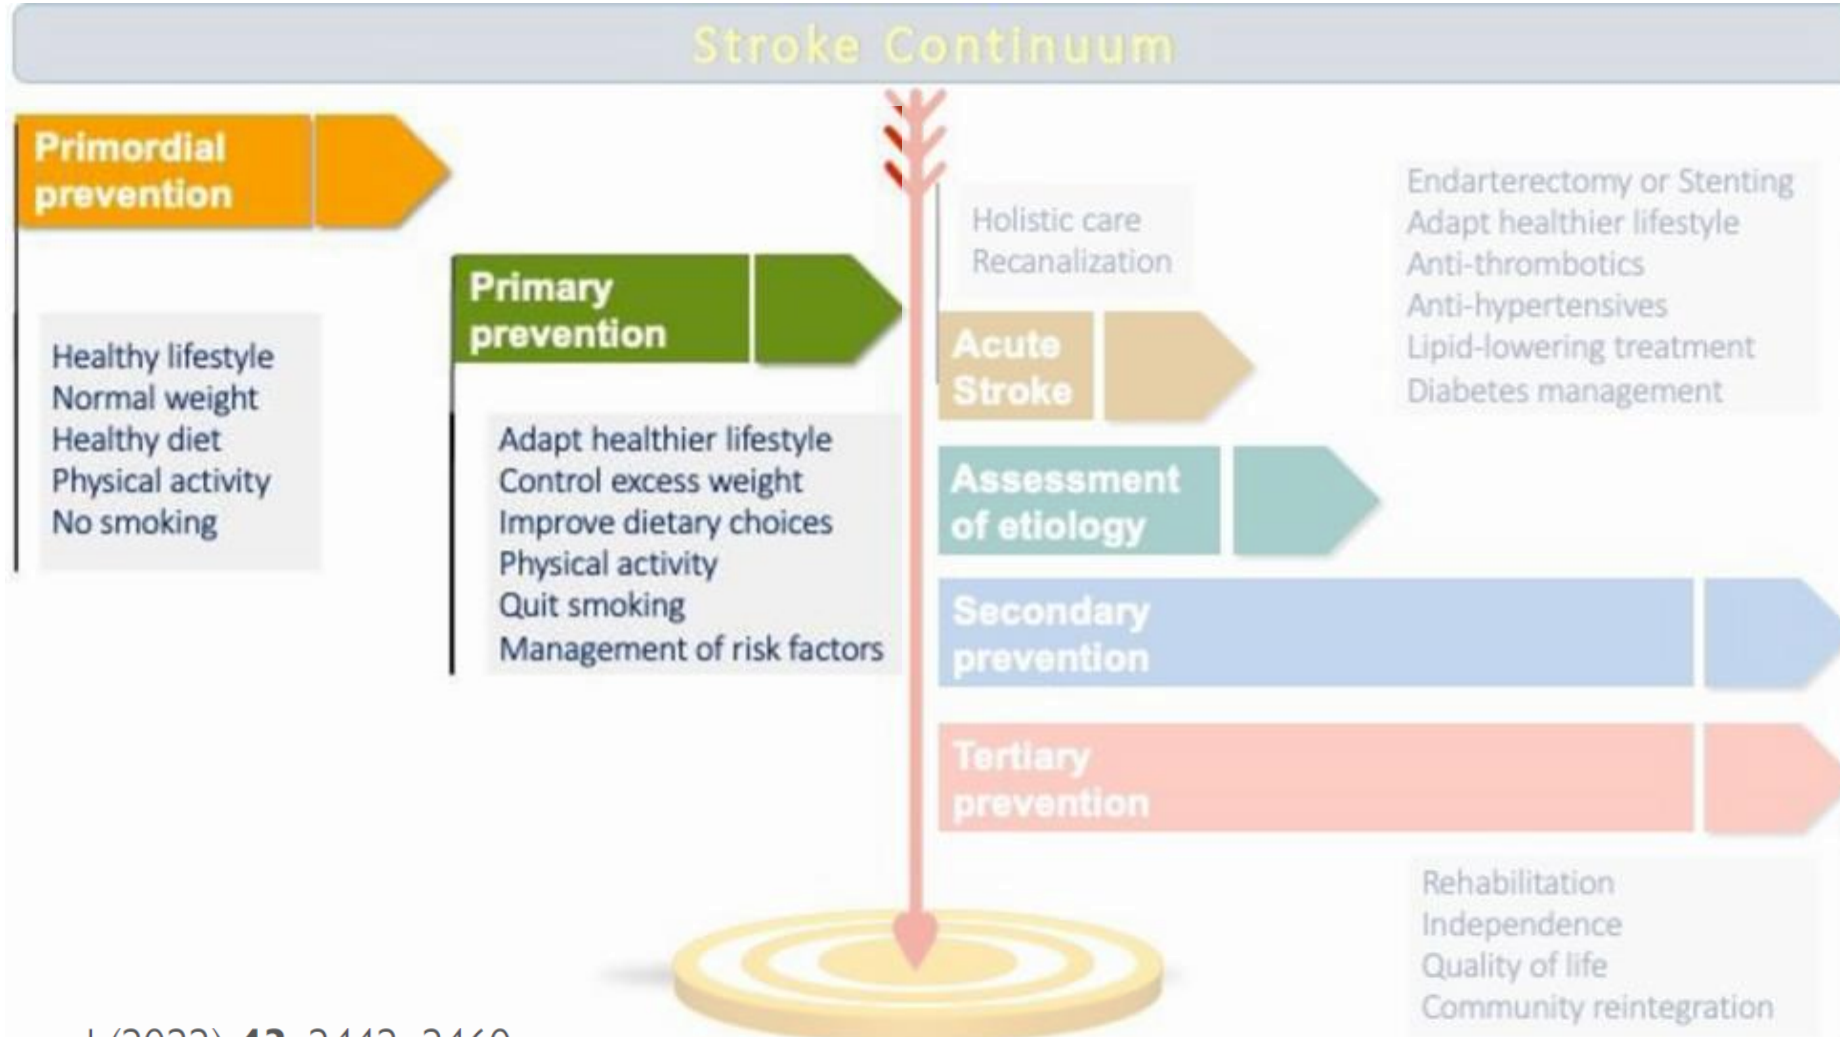 Stroke Continuum
Primordial
prevention
Healthy lifestyle
Normal weight
Healthy diet
Physical activity
No smoking
Primary
prevention
Adapt healthier lifestyle
Control excess weight
Improve dietary choices
Physical activity
Quit smoking
Management of risk factors
Holistic care
Recanalization
Acute
Stroke
Endarterectomy or Stenting
Adapt healthier lifestyle
Anti-thrombotics
Anti-hypertensives
Lipid-lowering treatment
Diabetes management
Assessment
of etiology
Secondary
prevention
Tertiary
prevention
Rehabilitation
Independence
Quality of life
Community reintegration